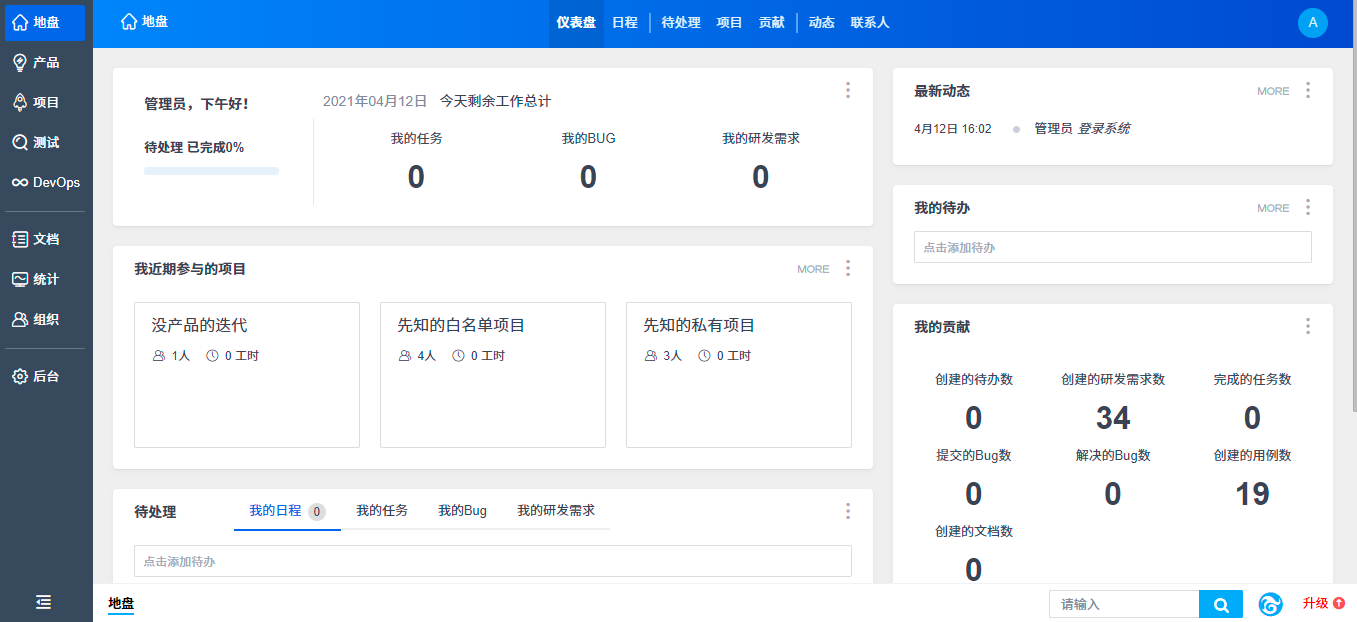 地盘
产品
项目
测试
DevOps
文档
统计
组织
后台
地盘
仪表盘 日程 待处理 项目 贡献 动态 联系人
A
管理员，下午好！
2021年04月12日 今天剩余工作总计
待处理 已完成0%
我的任务 我的BUG 我的研发需求
0 0 0
我近期参与的项目 MORE
没产品的迭代
1人 0 工时
先知的白名单项目
4人 0 工时
先知的私有项目
3人 0 工时
待处理 我的日程 0 我的任务 我的Bug 我的研发需求
点击添加待办
最新动态 MORE
4月12日 16:02 管理员 登录系统
我的待办 MORE
点击添加待办
我的贡献
创建的待办数 创建的研发需求数 完成的任务数
0 34 0
提交的Bug数 解决的Bug数 创建的用例数
0 0 19
创建的文档数
0
地盘
请输入
升级